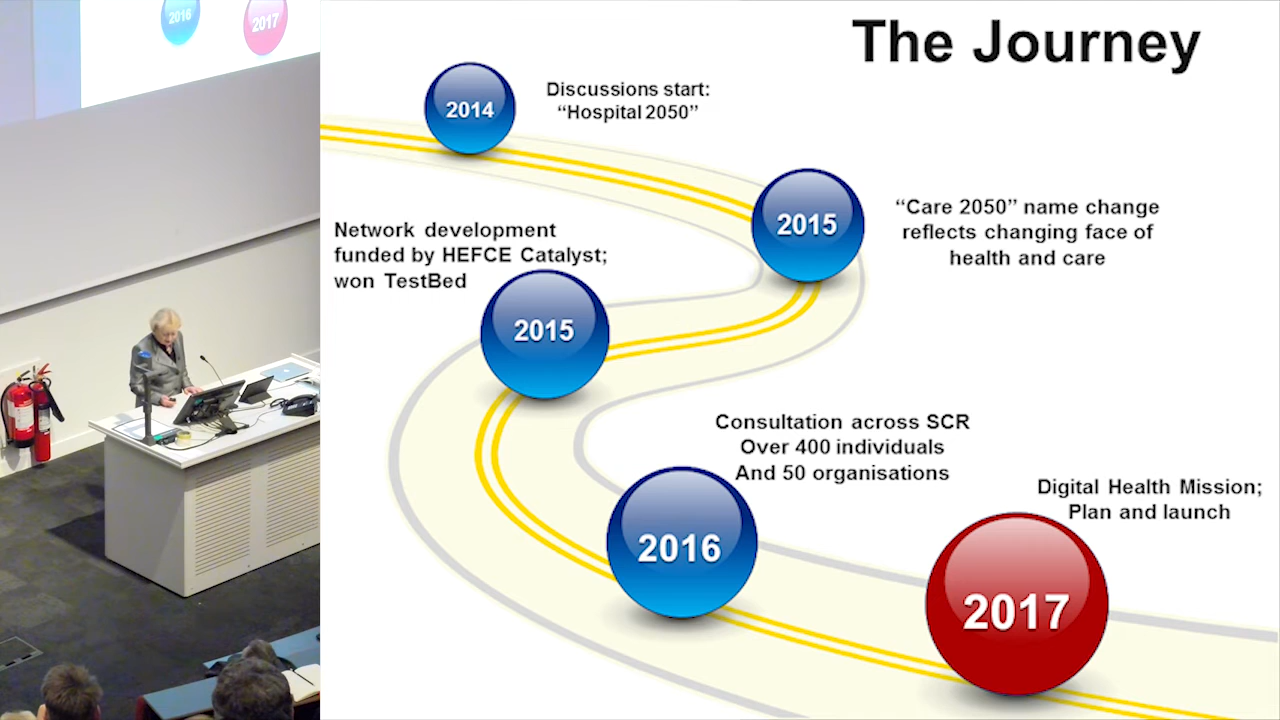 2016
2017
The Journey
2014
Discussions start:
“Hospital 2050”
2015
“Care 2050” name change
reflects changing face of
health and care
Network development
funded by HEFCE Catalyst;
won TestBed
2015
Consultation across SCR
Over 400 individuals
And 50 organisations
2016
Digital Health Mission;
Plan and launch
2017